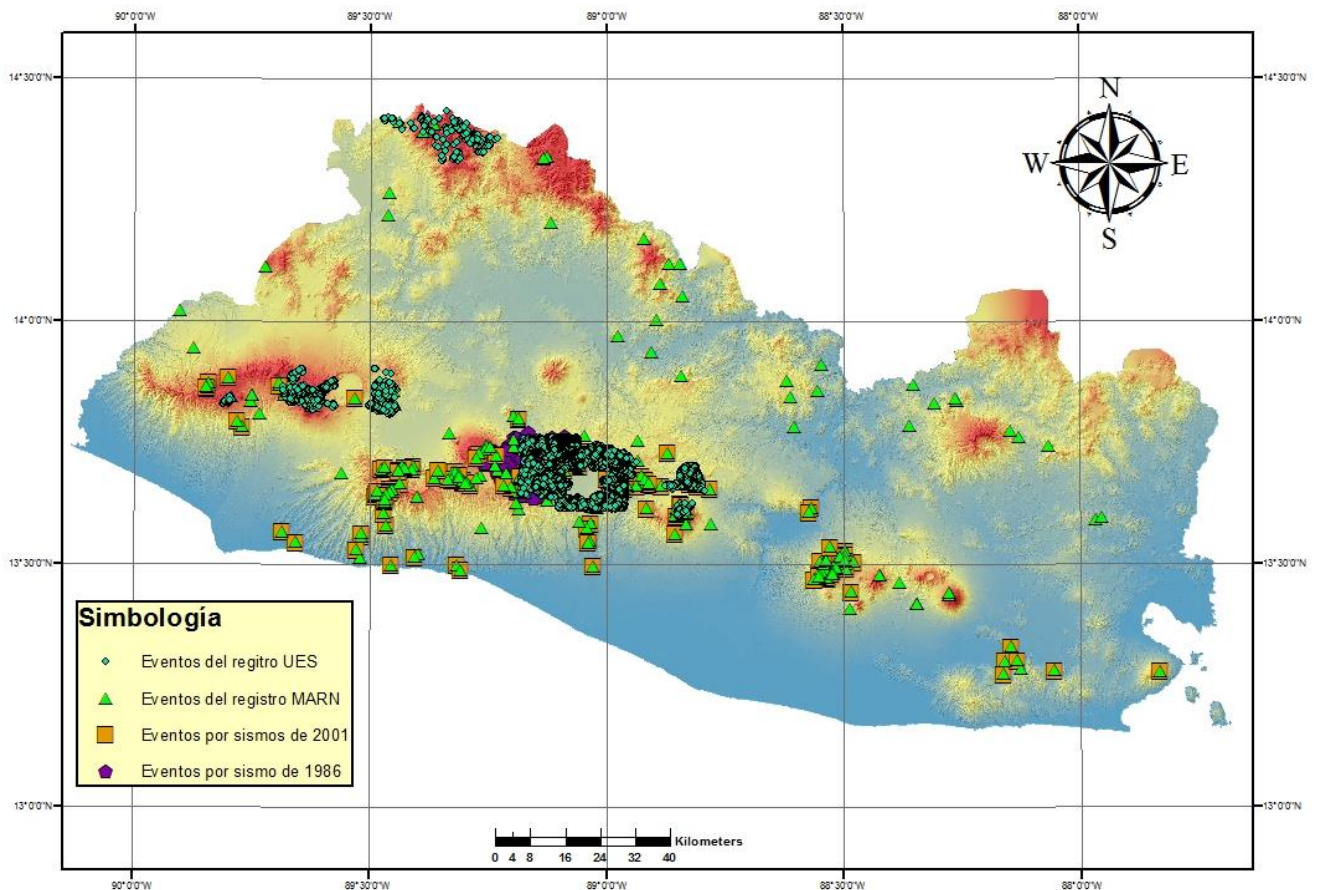 90°0'0"W 89°30'0"W 89°0'0"W 88°30'0"W 88°0'0"W
14°30'0"N 14°30'0"N
N
W E
S
14°0'0"N 14°0'0"N
13°30'0"N 13°30'0"N
Simbología
Eventos del regitro UES
Eventos del registro MARN
Eventos por sismos de 2001
Eventos por sismo de 1986
13°0'0"N 13°0'0"N
Kilometers
0 4 8 16 24 32 40
90°0'0"W 89°30'0"W 89°0'0"W 88°30'0"W 88°0'0"W